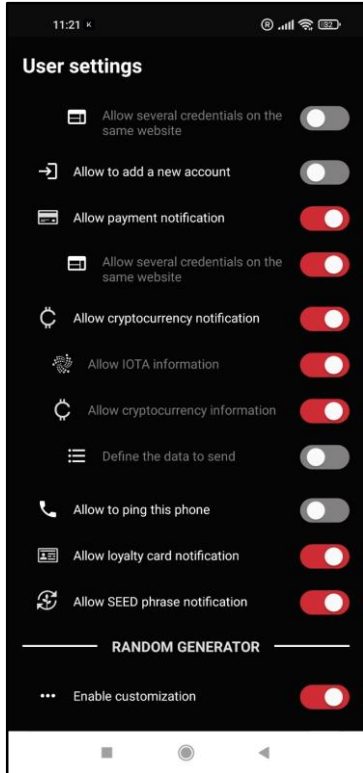 11:21 K
® 32
User settings
Allow several credentials on the
same website
Allow to add a new account
Allow payment notification
Allow several credentials on the
same website
Allow cryptocurrency notification
Allow IOTA information
Allow cryptocurrency information
Define the data to send
Allow to ping this phone
Allow loyalty card notification
Allow SEED phrase notification
RANDOM GENERATOR
Enable customization